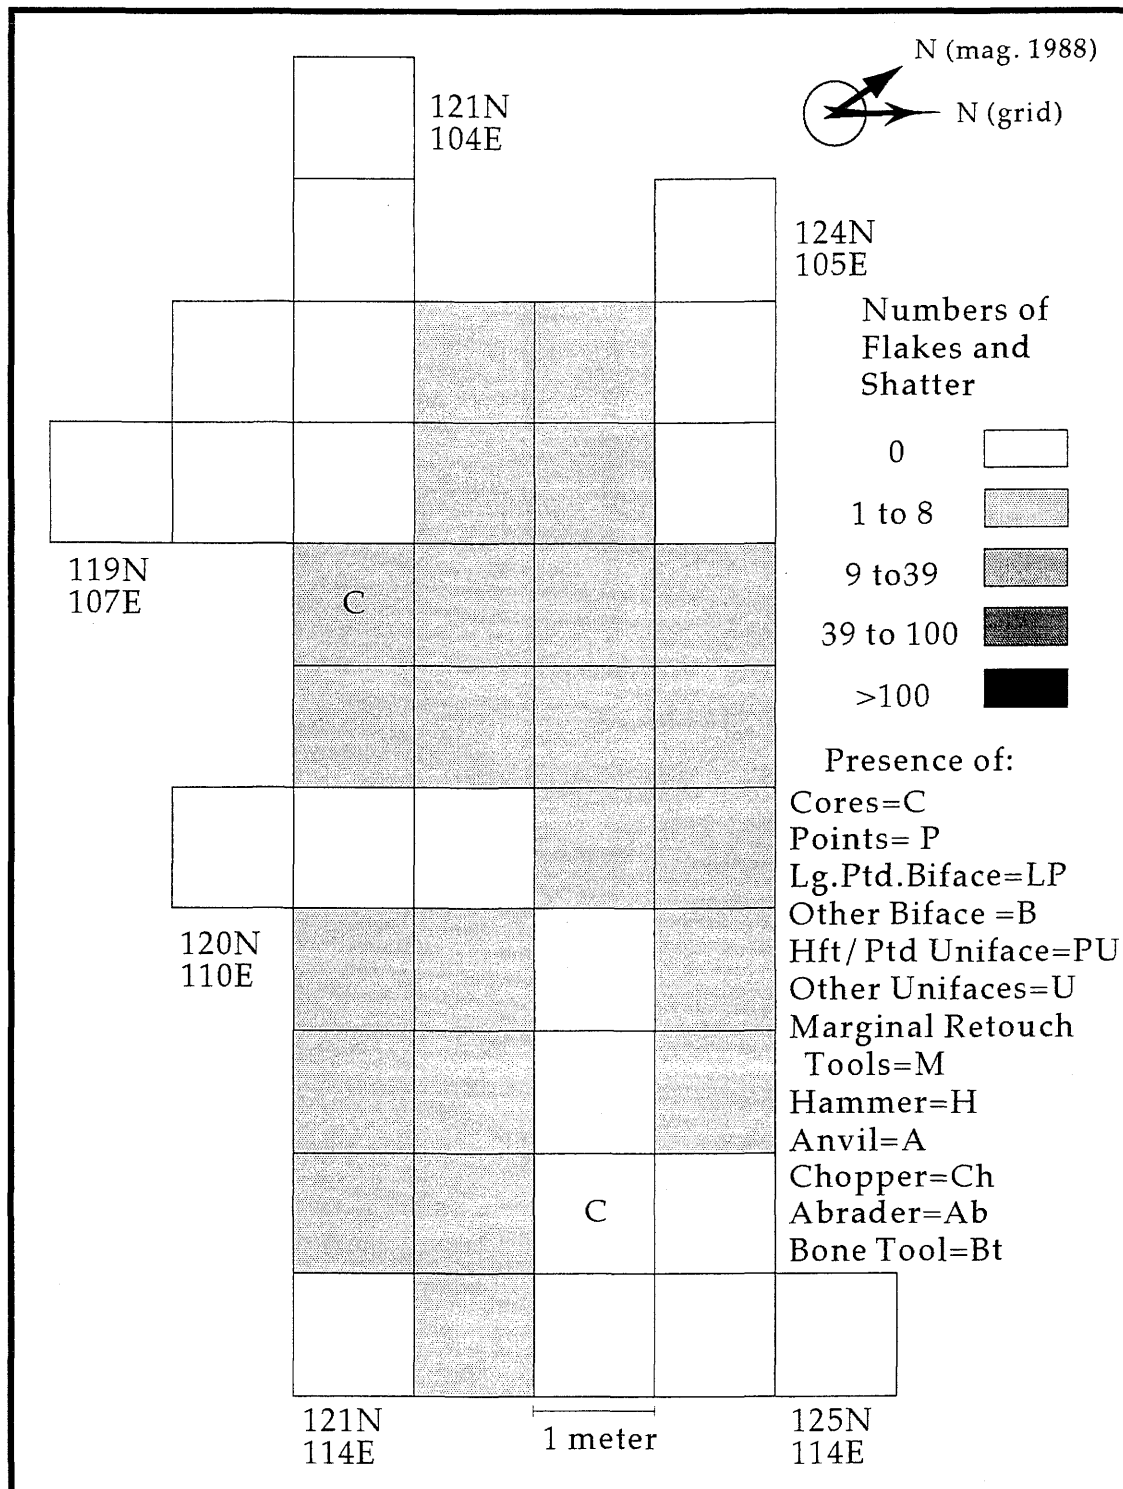 N (mag. 1988)
N (grid)
121N
104E
124N
105E
Numbers of
Flakes and
Shatter
0
1 to 8
9 to39
39 to 100
>100
119N
107E
C
Presence of:
Cores=C
Points= P
Lg.Ptd.Biface=LP
Other Biface =B
Hft/ Ptd Uniface=PU
Other Unifaces=U
Marginal Retouch
Tools=M
Hammer=H
Anvil=A
Chopper=Ch
Abrader=Ab
Bone Tool=Bt
120N
110E
C
121N
114E
1 meter
125N
114E